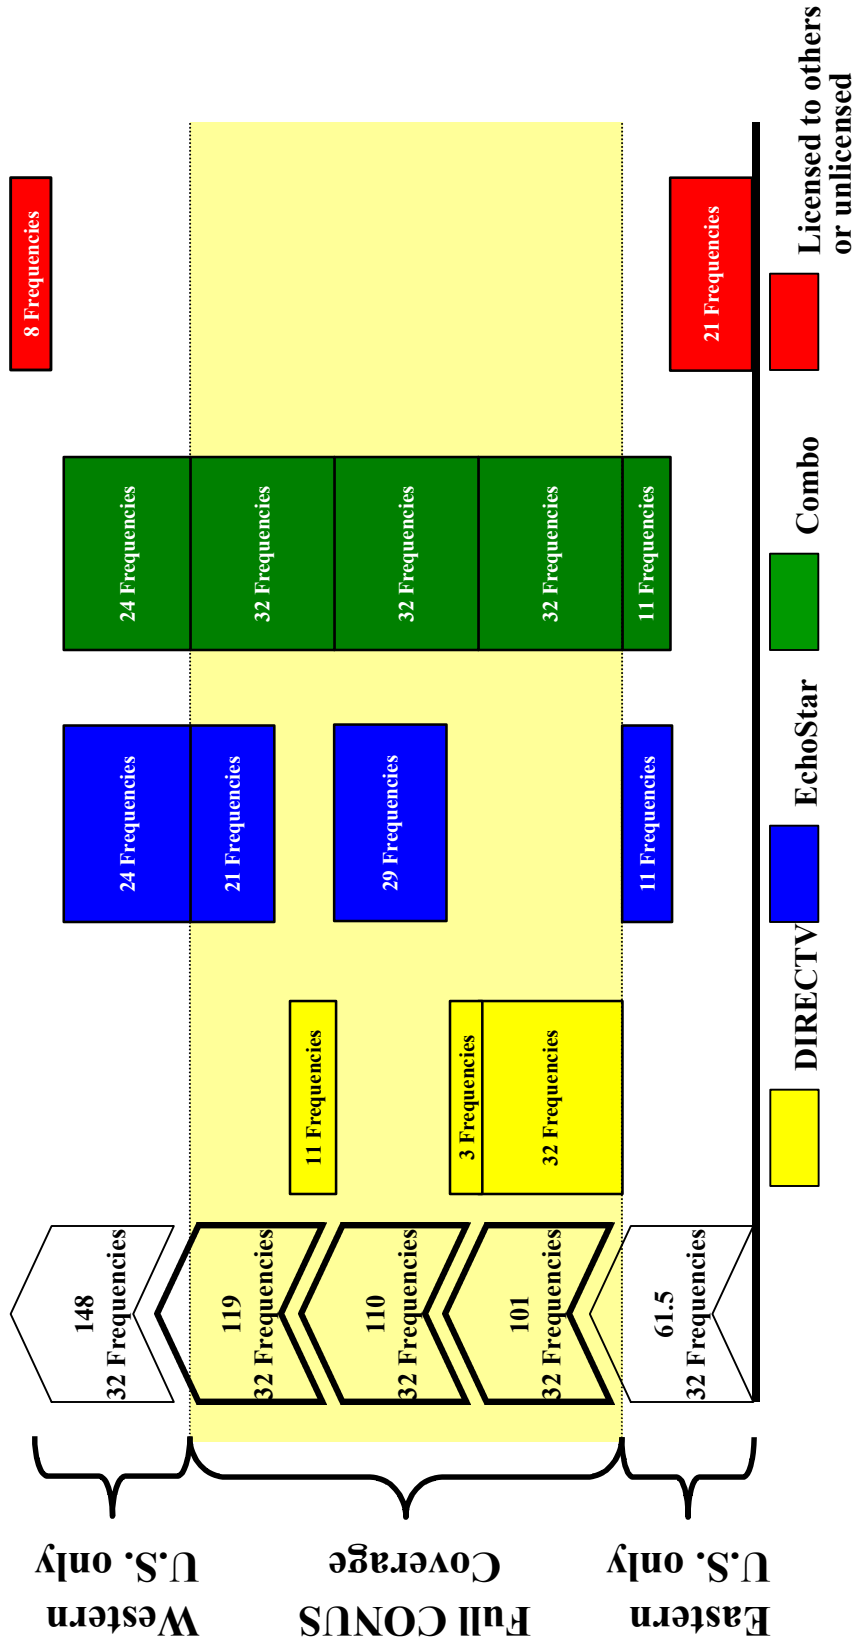 Western
U.S. only
Full CONUS
Coverage
Eastern
U.S. only
148
32 Frequencies
119
32 Frequencies
110
32 Frequencies
101
32 Frequencies
61.5
32 Frequencies
11 Frequencies
3 Frequencies
32 Frequencies
24 Frequencies
21 Frequencies
29 Frequencies
11 Frequencies
24 Frequencies
32 Frequencies
32 Frequencies
32 Frequencies
11 Frequencies
8 Frequencies
21 Frequencies
DIRECTV
EchoStar
Combo
Licensed to others
or unlicensed